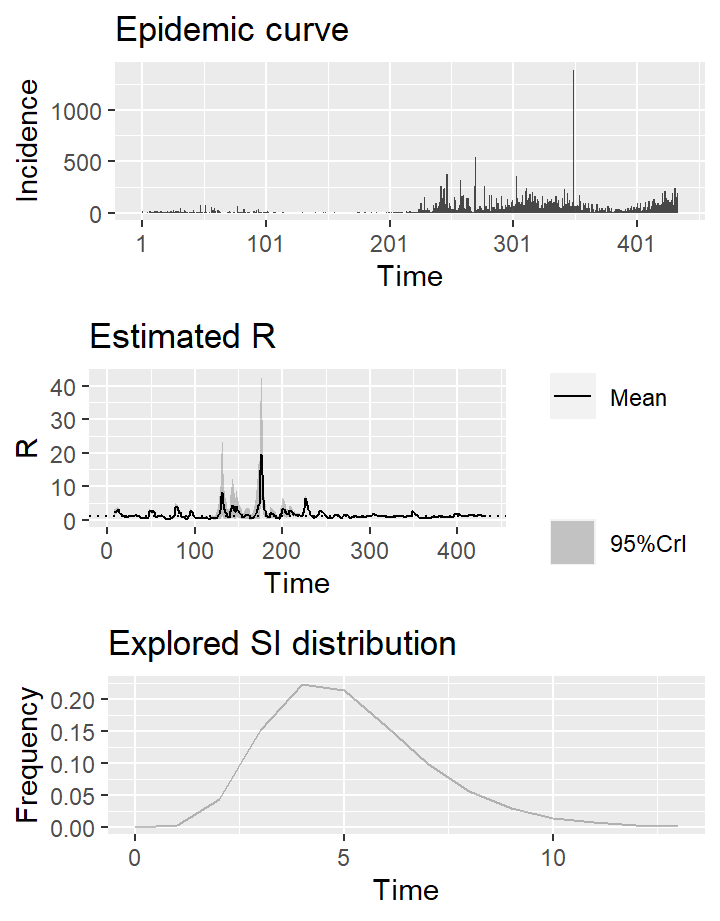 Epidemic curve
Incidence
1000
500
0
1 101 201 301 401
Time
Estimated R
R
40
30
20
10
0
0 100 200 300 400
Time
Mean
95%CrI
Explored SI distribution
Frequency
0.20
0.15
0.10
0.05
0.00
0 5 10
Time